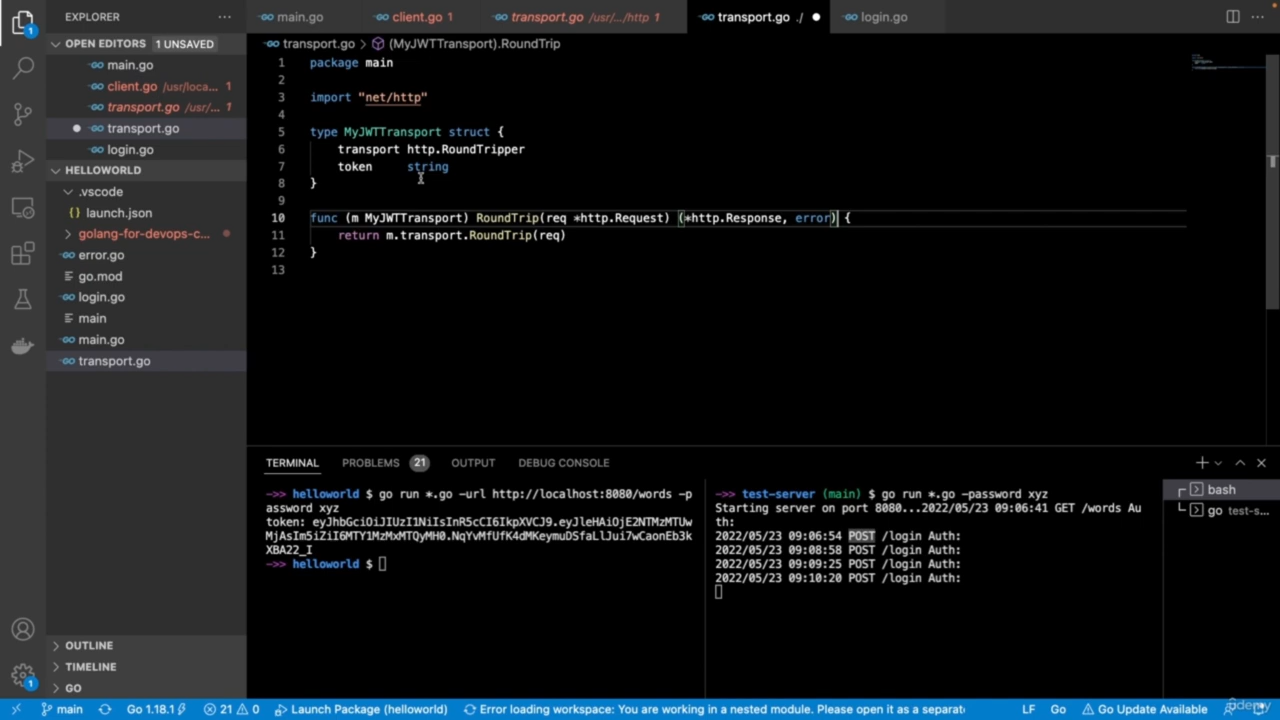 EXPLORER
main.go
client.go 1
transport.go /usr/.../http 1
transport.go ./
login.go
OPEN EDITORS 1 UNSAVED
main.go
client.go /usr/loca... 1
transport.go /usr/... 1
transport.go
login.go
HELLOWORLD
.vscode
launch.json
golang-for-devops-c...
error.go
go.mod
login.go
main
main.go
transport.go
OUTLINE
TIMELINE
GO
transport.go > (MyJWTTransport).RoundTrip
1 package main
2
3 import "net/http"
4
5 type MyJWTTransport struct {
6 transport http.RoundTripper
7 token string
8 }
9
10 func (m MyJWTTransport) RoundTrip(req *http.Request) (*http.Response, error) {
11 return m.transport.RoundTrip(req)
12 }
13
TERMINAL PROBLEMS 21 OUTPUT DEBUG CONSOLE
->> helloworld $ go run *.go -url http://localhost:8080/words -p
assword xyz
token: eyJhbGciOiJIUzI1NiIsInR5cCI6IkpXVCJ9.eyJleHAiOjE2NTMzMTUw
MjAsIm5iZiI6MTY1MzMxMTQyMH0.NqYvMfUfK4dMKeymuDSfaLlJui7wCaonEb3k
XBA22_I
->> helloworld $
->> test-server (main) $ go run *.go -password xyz
Starting server on port 8080...2022/05/23 09:06:41 GET /words Au
th:
2022/05/23 09:06:54 POST /login Auth:
2022/05/23 09:08:58 POST /login Auth:
2022/05/23 09:09:25 POST /login Auth:
2022/05/23 09:10:20 POST /login Auth:
bash
go test-s...
1
1
main
Go 1.18.1
21 0
Launch Package (helloworld)
Error loading workspace: You are working in a nested module. Please open it as a separat
LF
Go
Go Update Available
udemy